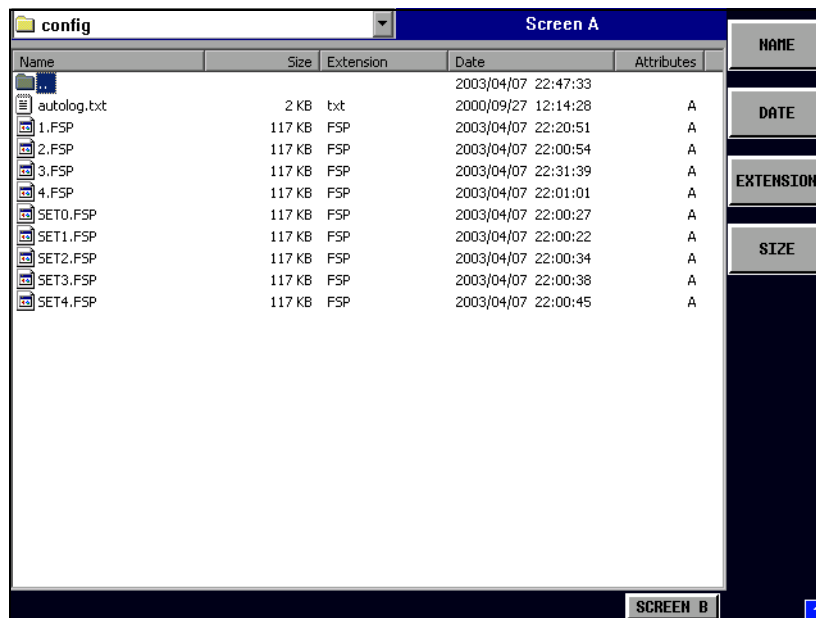 config Screen A
Name Size Extension Date Attributes
.. 2003/04/07 22:47:33
autolog.txt 2 KB txt 2000/09/27 12:14:28 A
1.FSP 117 KB FSP 2003/04/07 22:20:51 A
2.FSP 117 KB FSP 2003/04/07 22:00:54 A
3.FSP 117 KB FSP 2003/04/07 22:31:39 A
4.FSP 117 KB FSP 2003/04/07 22:01:01 A
SET0.FSP 117 KB FSP 2003/04/07 22:00:27 A
SET1.FSP 117 KB FSP 2003/04/07 22:00:22 A
SET2.FSP 117 KB FSP 2003/04/07 22:00:34 A
SET3.FSP 117 KB FSP 2003/04/07 22:00:38 A
SET4.FSP 117 KB FSP 2003/04/07 22:00:45 A
NAME
DATE
EXTENSION
SIZE
SCREEN B